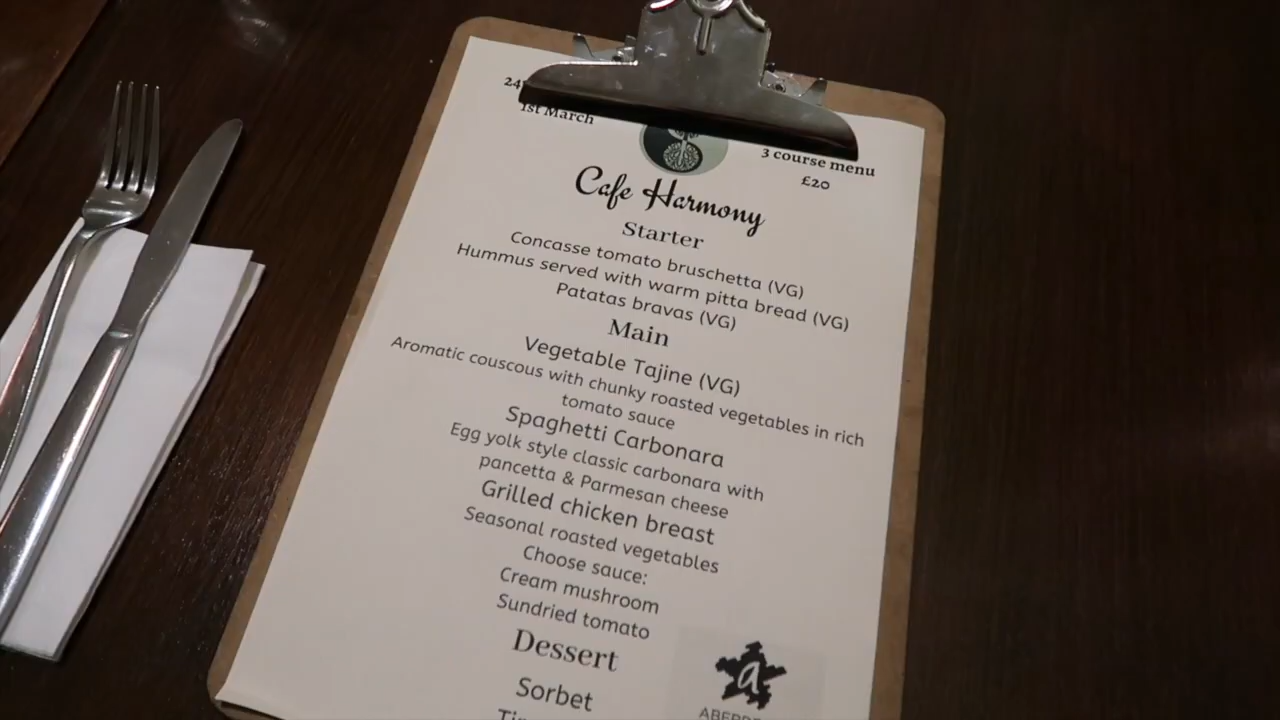 1st March
3 course menu
£20
Cafe Harmony
Starter
Concasse tomato bruschetta (VG)
Hummus served with warm pitta bread (VG)
Patatas bravas (VG)
Main
Vegetable Tajine (VG)
Aromatic couscous with chunky roasted vegetables in rich
tomato sauce
Spaghetti Carbonara
Egg yolk style classic carbonara with
pancetta & Parmesan cheese
Grilled chicken breast
Seasonal roasted vegetables
Choose sauce:
Cream mushroom
Sundried tomato
Dessert
a
Sorbet